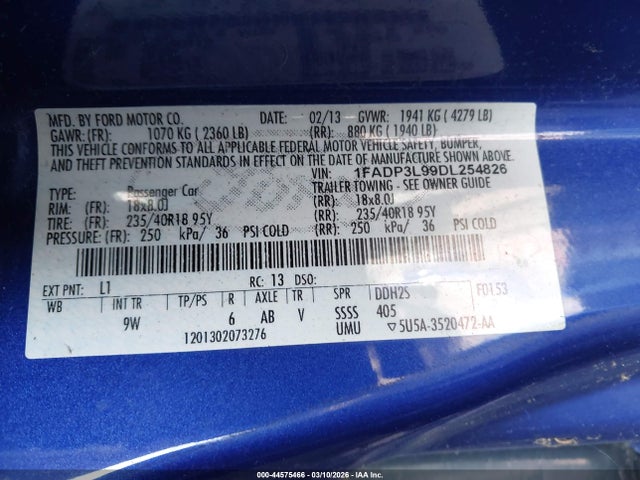 MFD. BY FORD MOTOR CO. DATE: 02/13 GVWR: 1941 KG ( 4279 LB)
GAWR: (FR): 1070 KG ( 2360 LB) (RR): 880 KG ( 1940 LB)
THIS VEHICLE CONFORMS TO ALL APPLICABLE FEDERAL MOTOR VEHICLE SAFETY, BUMPER,
AND THEFT PREVENTION STANDARDS IN EFFECT ON THE DATE OF MANUFACTURE SHOWN ABOVE.
VIN: 1FADP3L99DL254826
TYPE: Passenger Car TRAILER TOWING - SEE OWNER GUIDE
RIM: (FR): 18x8.0J (RR): 18x8.0J
TIRE: (FR): 235/40R18 95Y (RR): 235/40R18 95Y
PRESSURE: (FR): 250 kPa/ 36 PSI COLD (RR): 250 kPa/ 36 PSI COLD
EXT PNT: L1 RC: 13 DSO: F0153
WB INT TR TP/PS R AXLE TR SPR DDH2S
9W 6 AB V SSSS 405
1201302073276 UMU ▽5U5A-3520472-AA
000-44575466 — 03/10/2026 — IAA Inc.